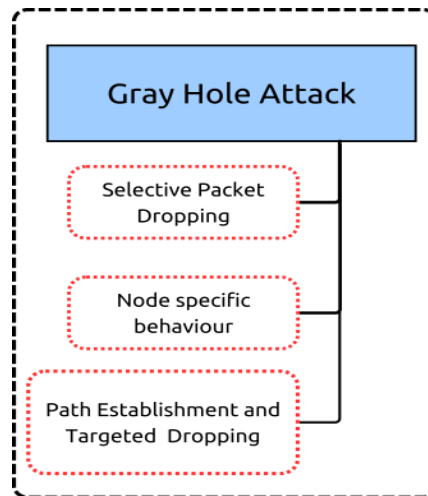 Gray Hole Attack
Selective Packet
Dropping
Node specific
behaviour
Path Establishment and
Targeted Dropping